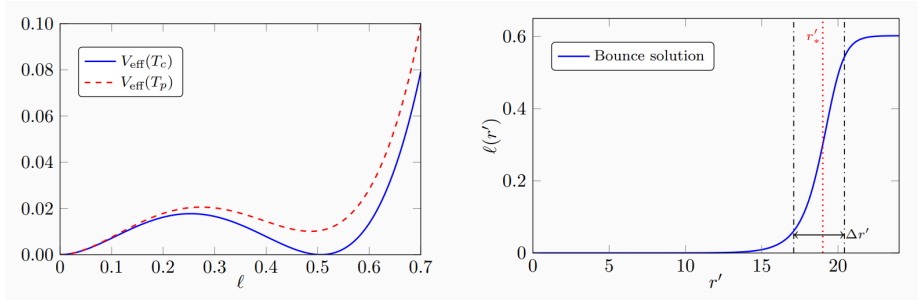 0.10
0.08
0.06
0.04
0.02
0.00
V_eff(T_c)
V_eff(T_p)
0 0.1 0.2 0.3 0.4 0.5 0.6 0.7
ℓ
ℓ(r′)
0.6
0.4
0.2
0
Bounce solution
r′_*
Δr′
0 5 10 15 20
r′